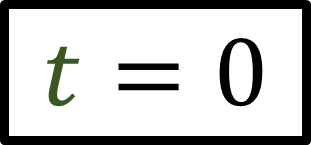 t = 0